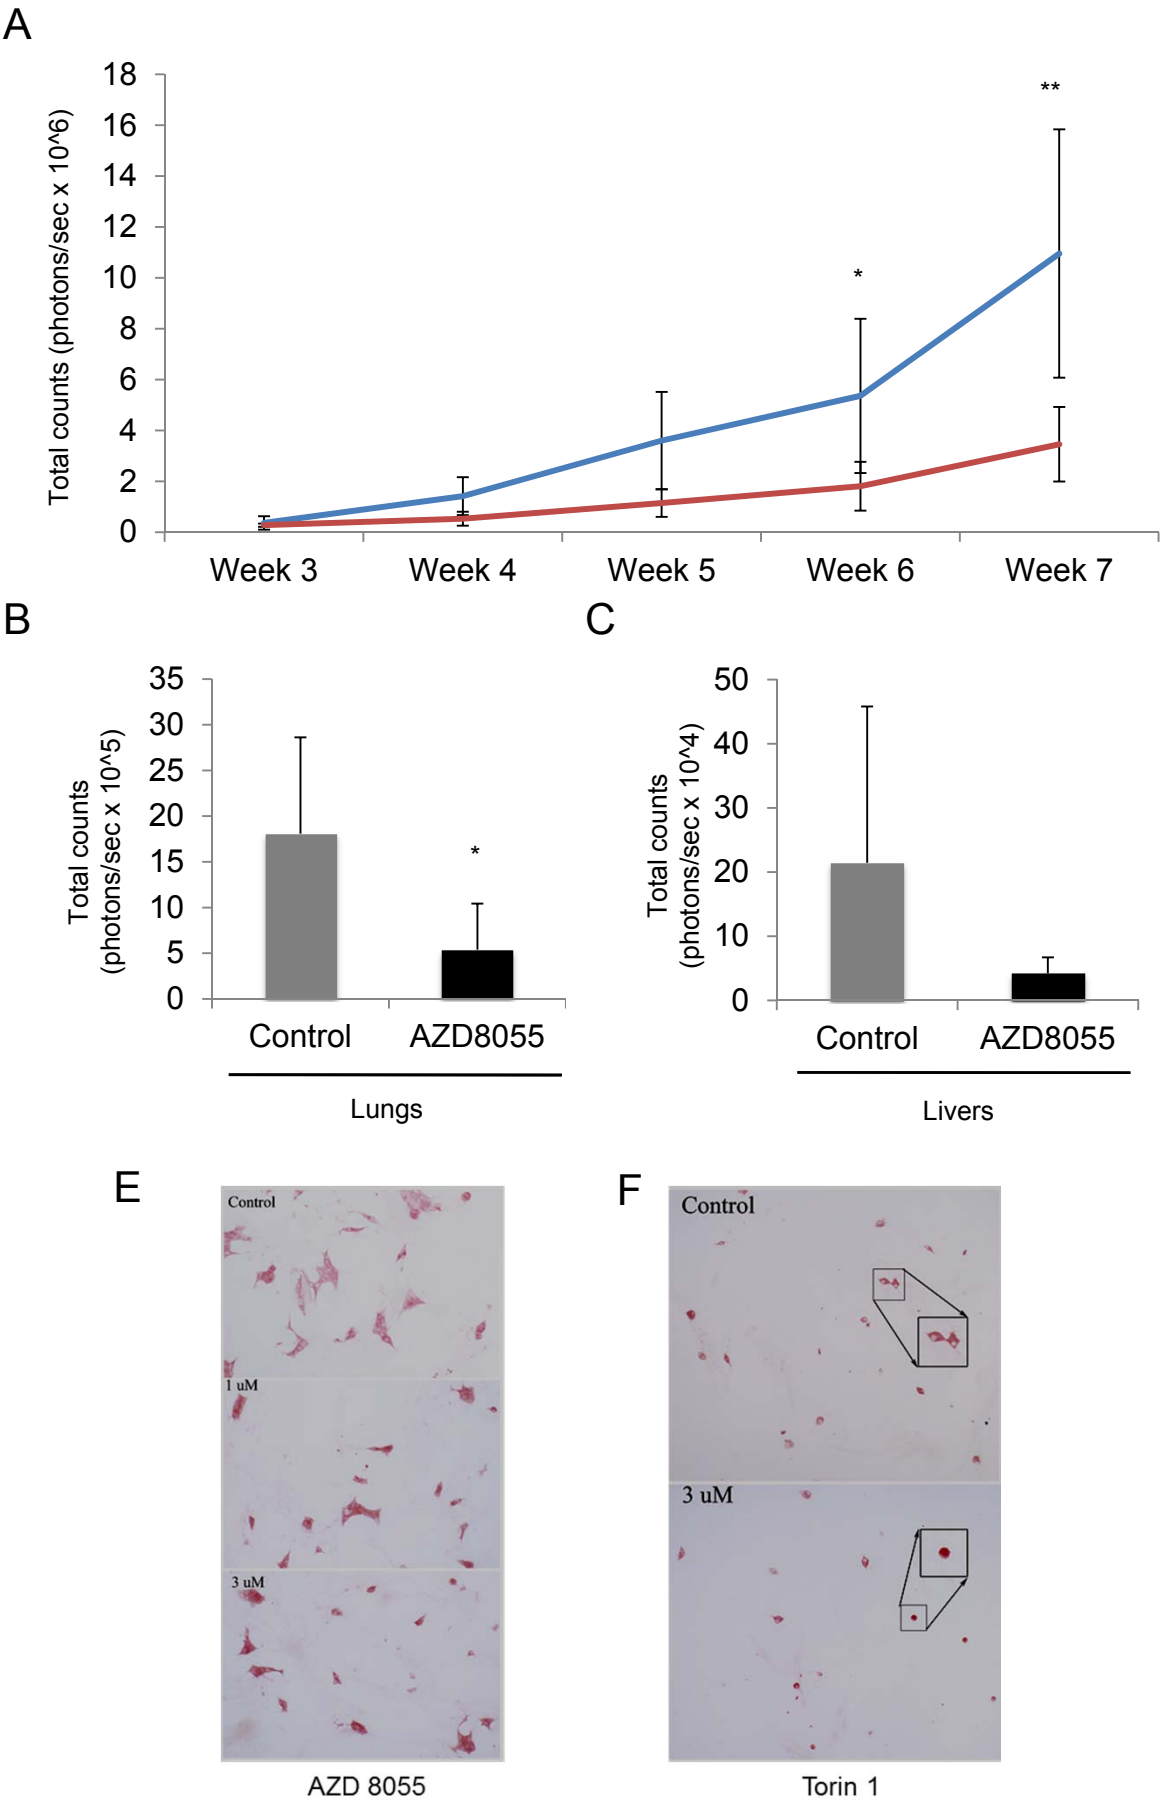 A
Total counts (photons/sec x 10^6)
18
16
14
12
10
8
6
4
2
0
*
**
Week 3 Week 4 Week 5 Week 6 Week 7
B
Total counts
(photons/sec x 10^5)
35
30
25
20
15
10
5
0
*
Control AZD8055
Lungs
C
Total counts
(photons/sec x 10^4)
50
40
30
20
10
0
Control AZD8055
Livers
E
Control
1 uM
3 uM
AZD 8055
F
Control
3 uM
Torin 1